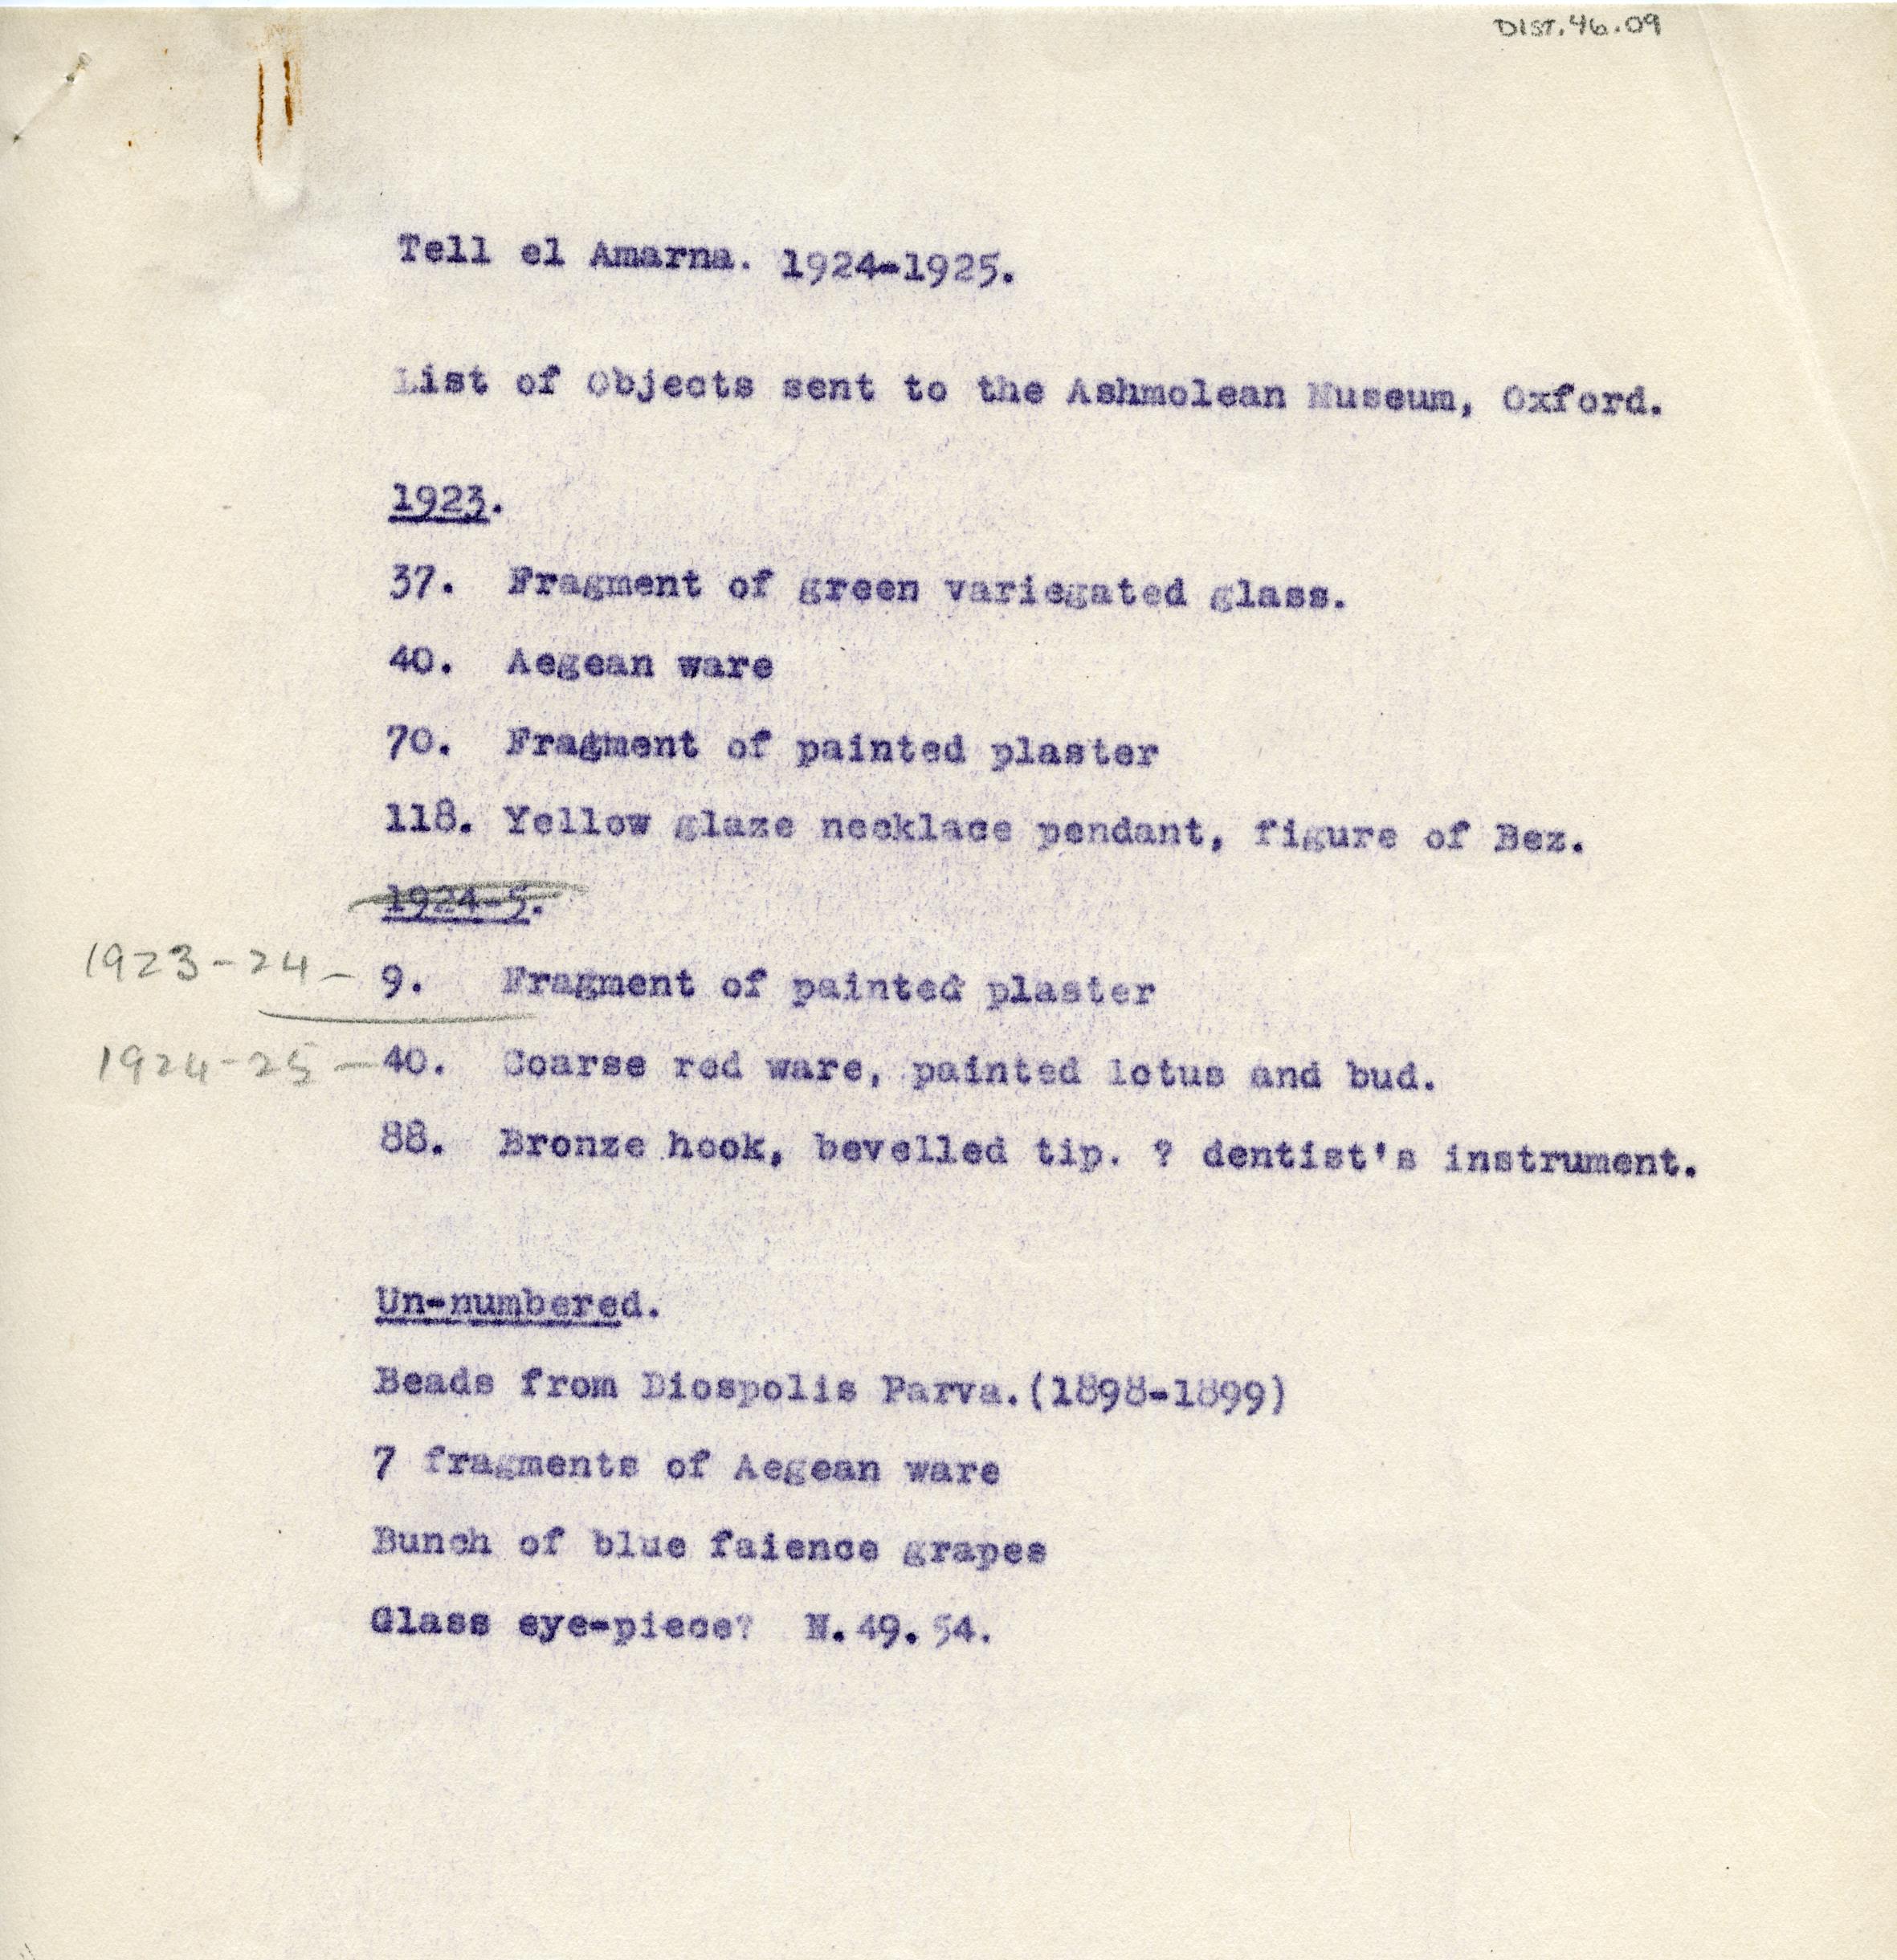 DIST.46.09
Tell el Amarna. 1924-1925.
List of Objects sent to the Ashmolean Museum, Oxford.
1923.
37. Fragment of green variegated glass.
40. Aegean ware
70. Fragment of painted plaster
118. Yellow glaze necklace pendant, figure of Bez.
1924-5.
1923-24- 9. Fragment of painted plaster
1924-25- 40. Coarse red ware, painted lotus and bud.
88. Bronze hook, bevelled tip. ? dentist's instrument.
Un-numbered.
Beads from Diospolis Parva.(1898-1899)
7 fragments of Aegean ware
Bunch of blue faience grapes
Glass eye-piece? N.49.54.